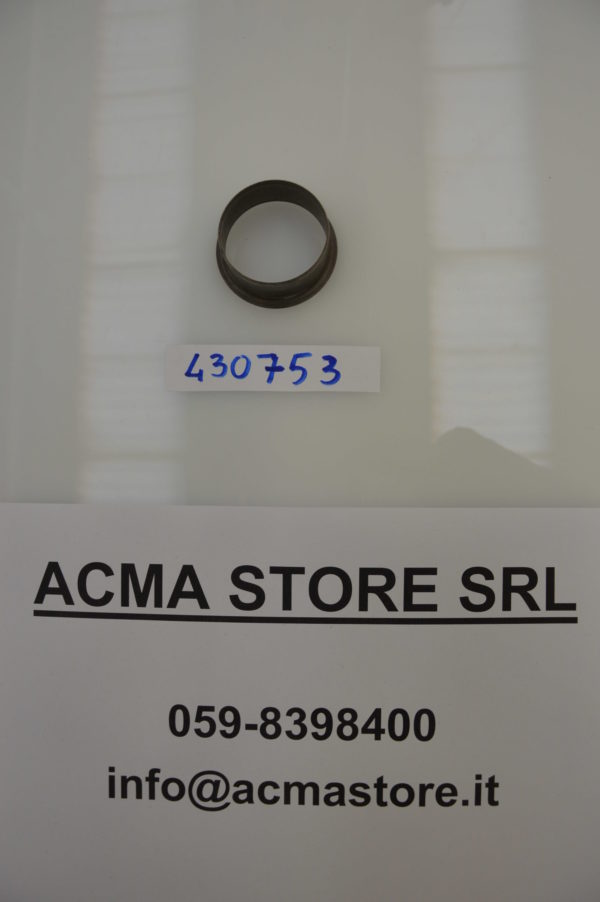 430753
ACMA STORE SRL
059-8398400
info@acmastore.it